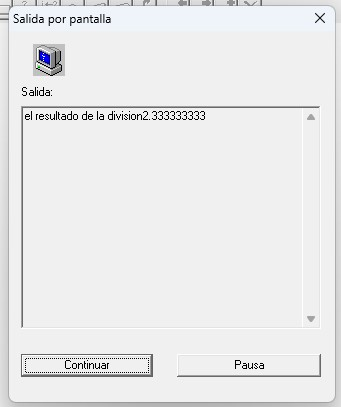 Salida por pantalla
Salida:
el resultado de la division2.333333333
Continuar
Pausa